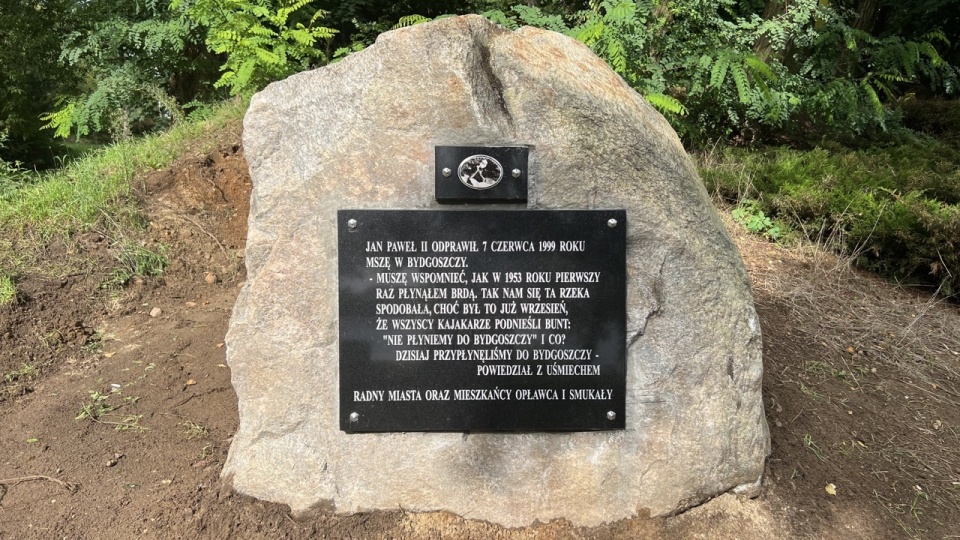 JAN PAWEŁ II ODPRAWIŁ 7 CZERWCA 1999 ROKU
MSZĘ W BYDGOSZCZY.
- MUSZĘ WSPOMNIEĆ, JAK W 1953 ROKU PIERWSZY
RAZ PŁYNĄŁEM BRDĄ. TAK NAM SIĘ TA RZEKA
SPODOBAŁA, CHOĆ BYŁ TO JUŻ WRZESIEŃ,
ŻE WSZYSCY KAJAKARZE PODNIEŚLI BUNT:
"NIE PŁYNIEMY DO BYDGOSZCZY" I CO?
DZISIAJ PRZYPŁYNĘLIŚMY DO BYDGOSZCZY -
POWIEDZIAŁ Z UŚMIECHEM
RADNY MIASTA ORAZ MIESZKAŃCY OPŁAWCA I SMUKAŁY